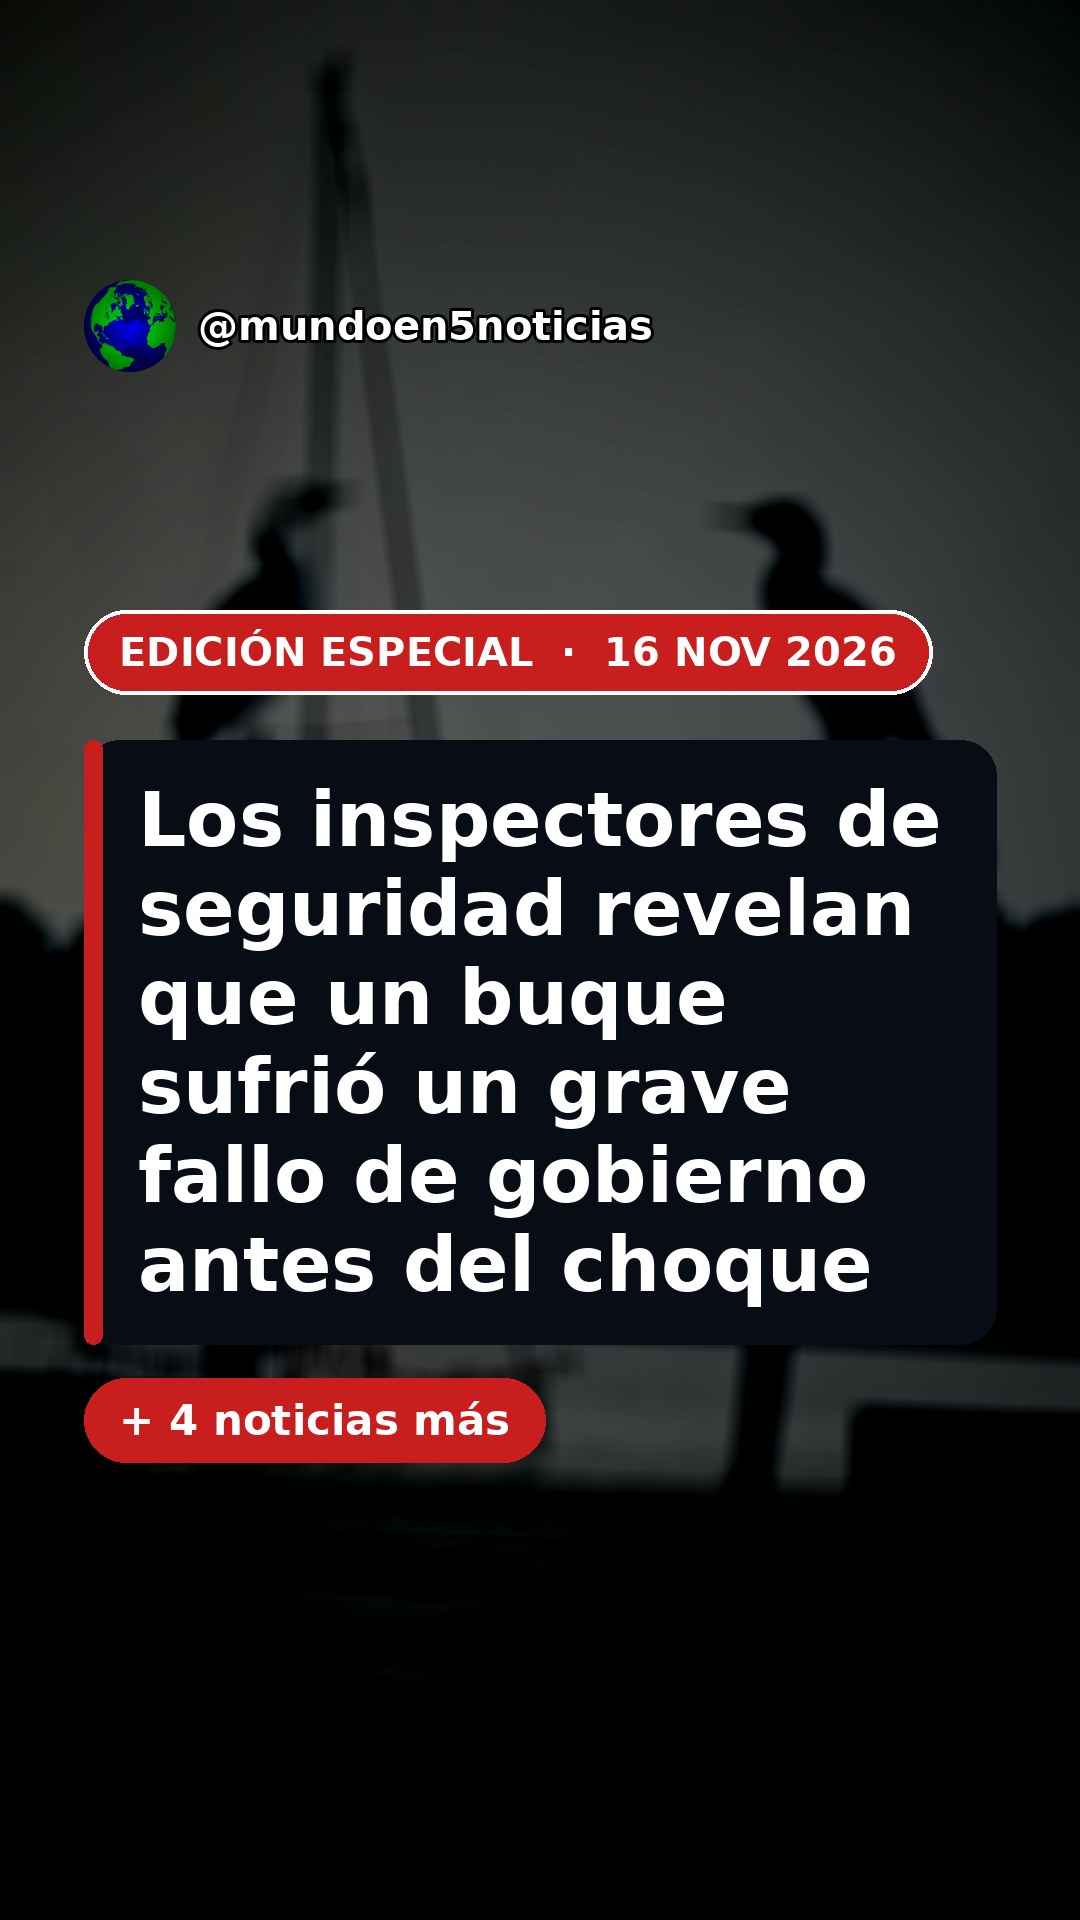 @mundoen5noticias
EDICIÓN ESPECIAL · 16 NOV 2026
Los inspectores de
seguridad revelan
que un buque
sufrió un grave
fallo de gobierno
antes del choque
+ 4 noticias más